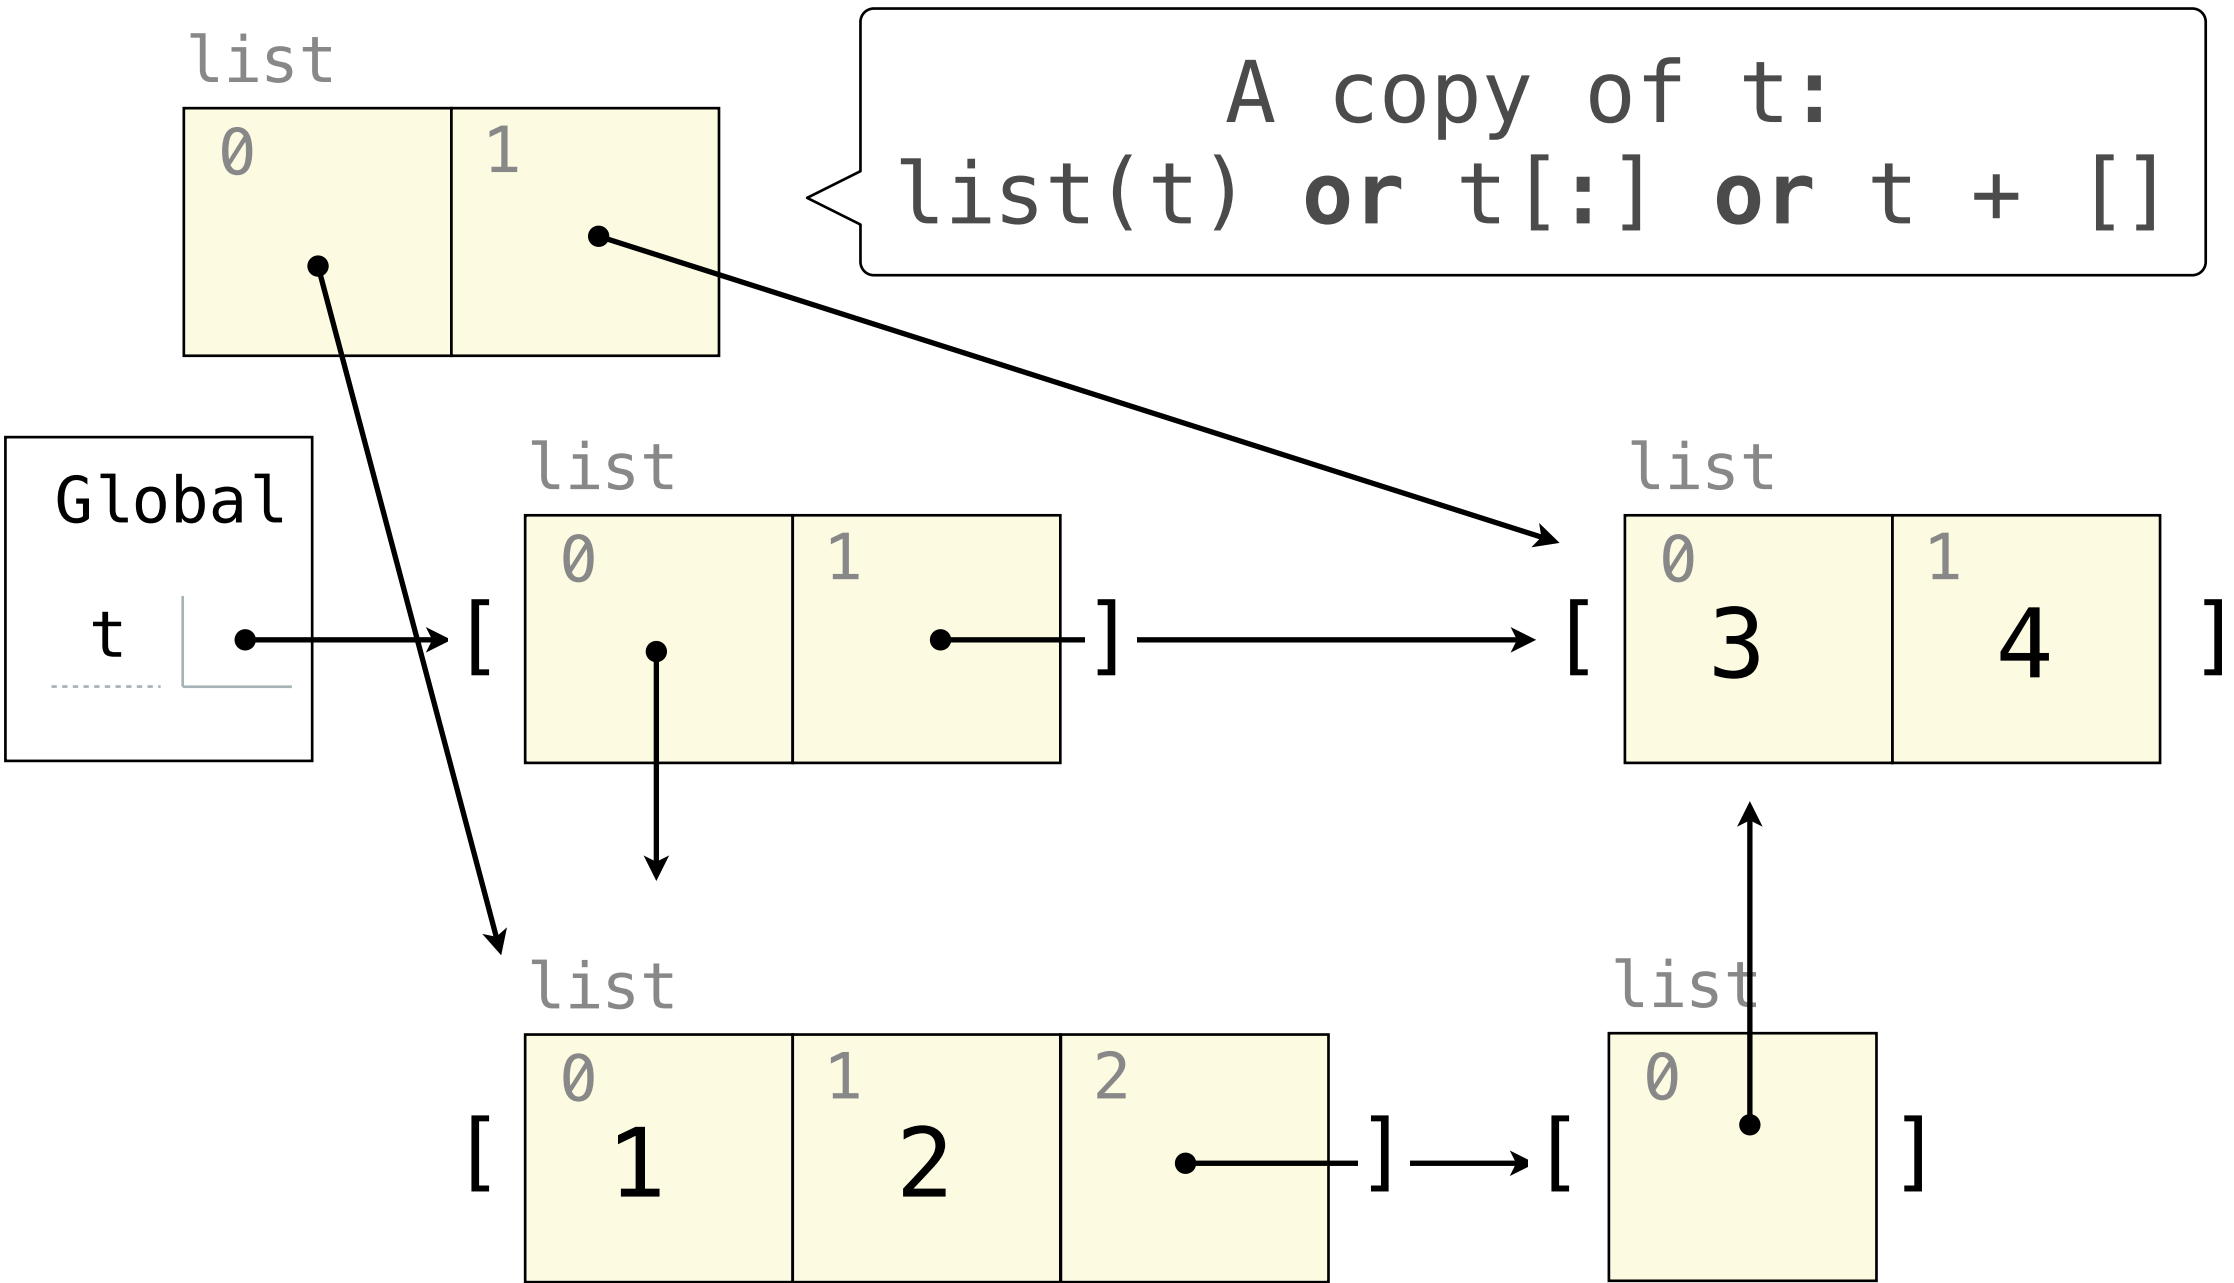 list
0 1
A copy of t:
list(t) or t[:] or t + []
Global
t
list
[ 0 1 ]
list
[ 0 1 ]
3 4
list
[ 0 1 2 ]
1 2
list
[ 0 ]